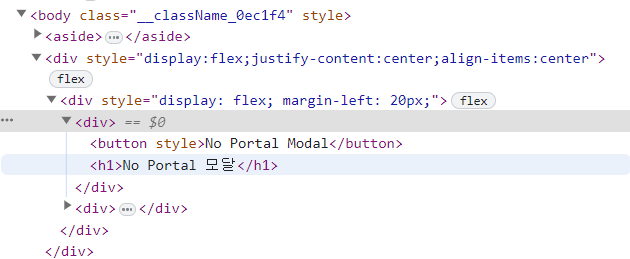 ▼<body class="__className_0ec1f4" style>
▶<aside>…</aside>
▼<div style="display:flex;justify-content:center;align-items:center">
flex
▼<div style="display: flex; margin-left: 20px;"> flex
… ▼<div> == $0
<button style>No Portal Modal</button>
<h1>No Portal 모달</h1>
</div>
▶<div>…</div>
</div>
</div>